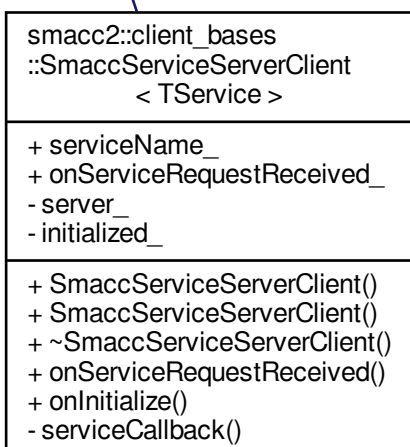 smacc2::client_bases
::SmaccServiceServerClient
< TService >
+ serviceName_
+ onServiceRequestReceived_
- server_
- initialized_
+ SmaccServiceServerClient()
+ SmaccServiceServerClient()
+ ~SmaccServiceServerClient()
+ onServiceRequestReceived()
+ onInitialize()
- serviceCallback()